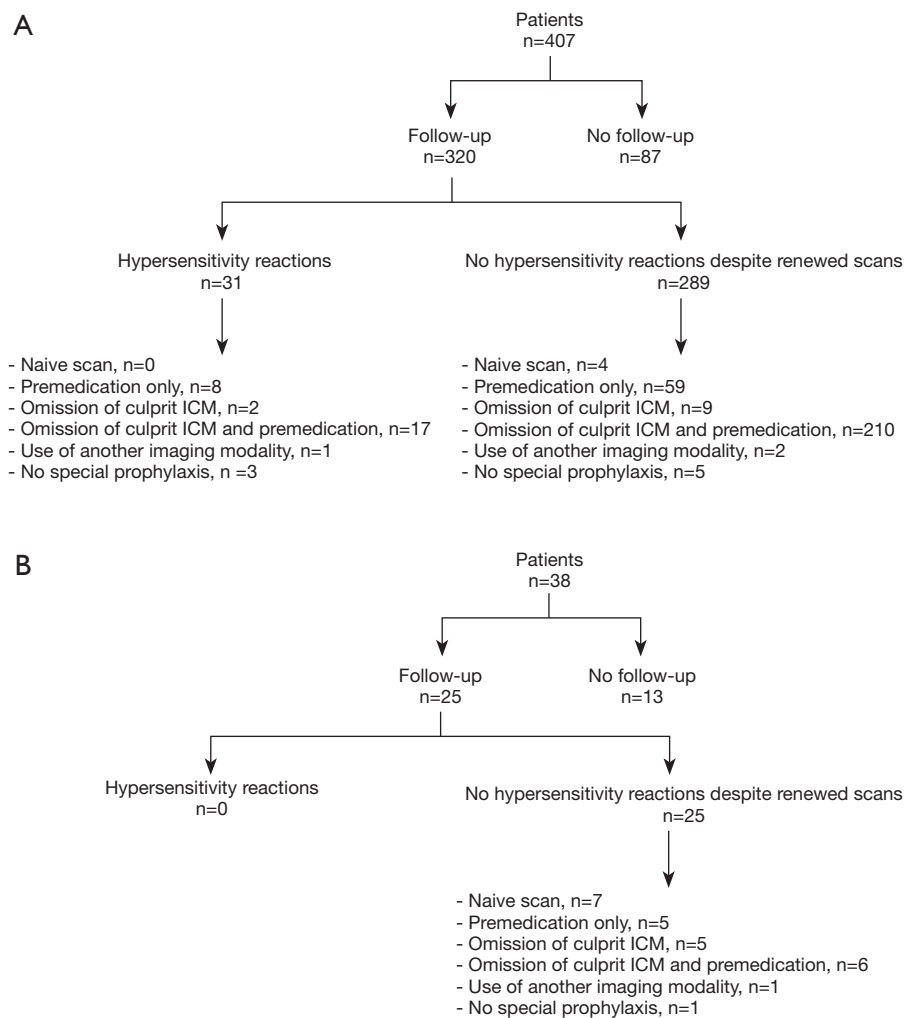 A
Patients
n=407
Follow-up
n=320
No follow-up
n=87
Hypersensitivity reactions
n=31
No hypersensitivity reactions despite renewed scans
n=289
- Naive scan, n=0
- Premedication only, n=8
- Omission of culprit ICM, n=2
- Omission of culprit ICM and premedication, n=17
- Use of another imaging modality, n=1
- No special prophylaxis, n =3
- Naive scan, n=4
- Premedication only, n=59
- Omission of culprit ICM, n=9
- Omission of culprit ICM and premedication, n=210
- Use of another imaging modality, n=2
- No special prophylaxis, n=5
B
Patients
n=38
Follow-up
n=25
No follow-up
n=13
Hypersensitivity reactions
n=0
No hypersensitivity reactions despite renewed scans
n=25
- Naive scan, n=7
- Premedication only, n=5
- Omission of culprit ICM, n=5
- Omission of culprit ICM and premedication, n=6
- Use of another imaging modality, n=1
- No special prophylaxis, n=1